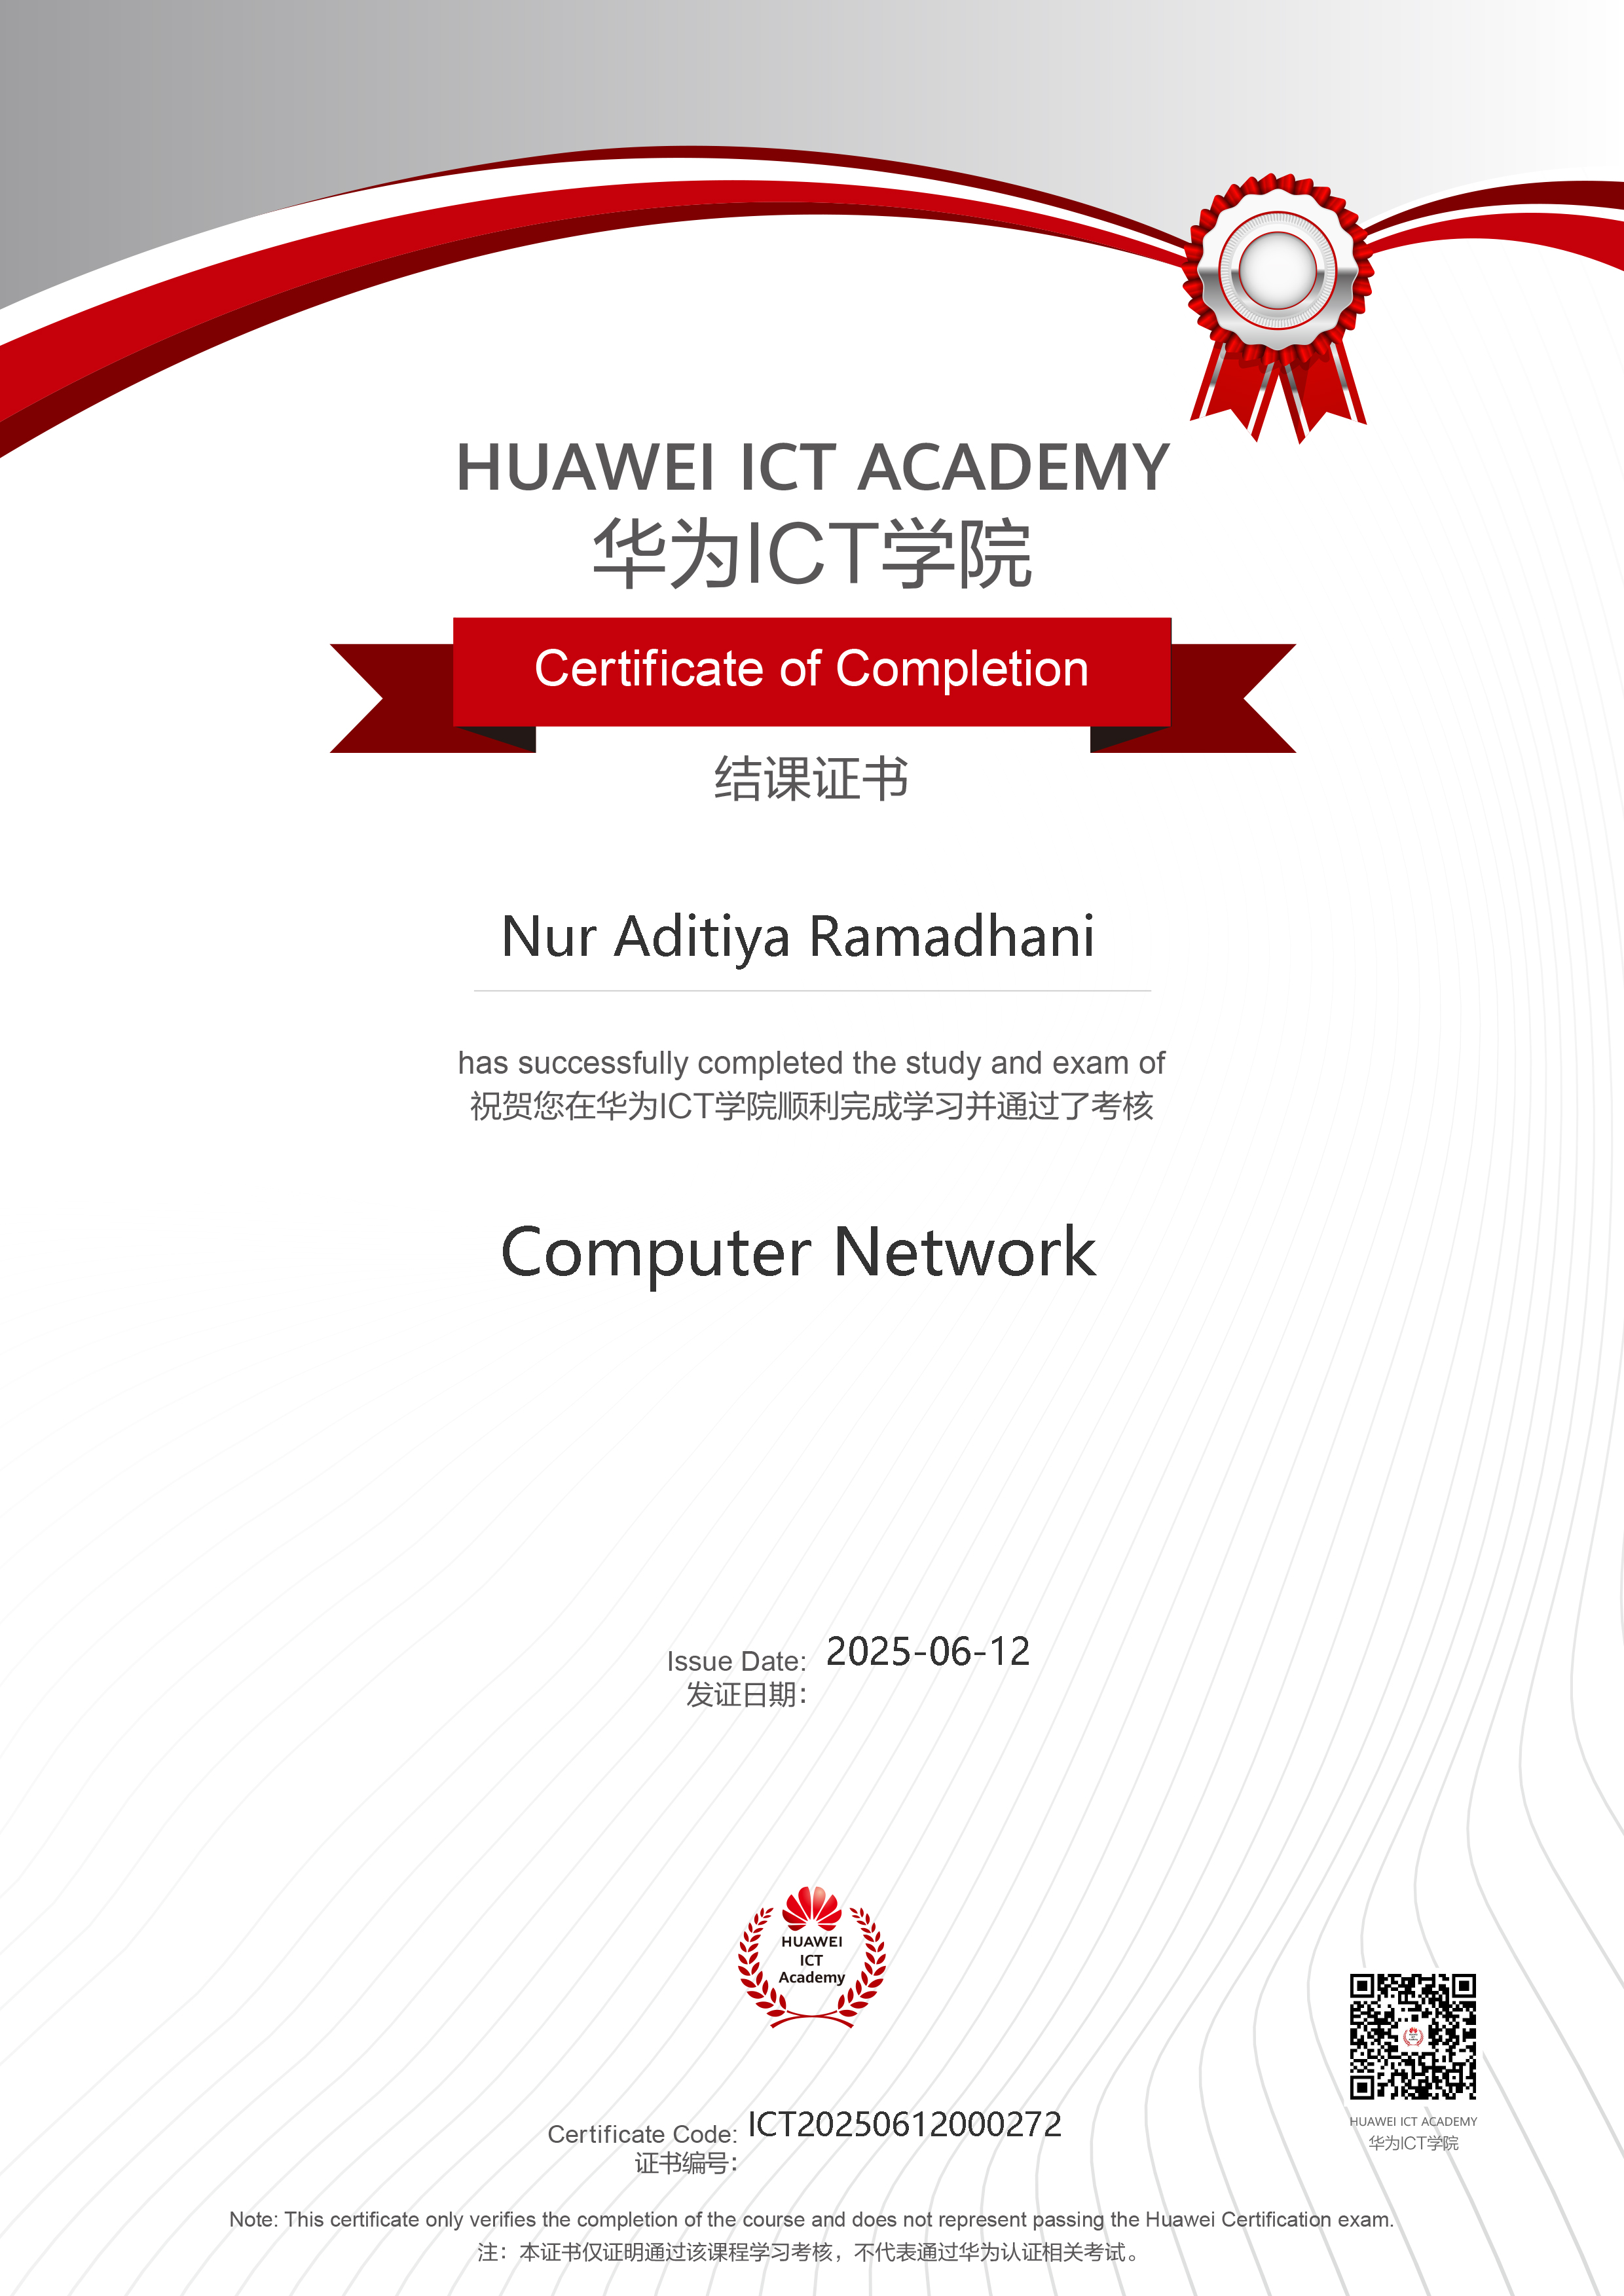 HUAWEI ICT ACADEMY
华为ICT学院
Certificate of Completion
结课证书
Nur Aditiya Ramadhani
has successfully completed the study and exam of
祝贺您在华为ICT学院顺利完成学习并通过了考核
Computer Network
Issue Date: 2025-06-12
发证日期：
HUAWEI
ICT
Academy
Certificate Code: ICT20250612000272
证书编号：
HUAWEI ICT ACADEMY
华为ICT学院
Note: This certificate only verifies the completion of the course and does not represent passing the Huawei Certification exam.
注：本证书仅证明通过该课程学习考核，不代表通过华为认证相关考试。